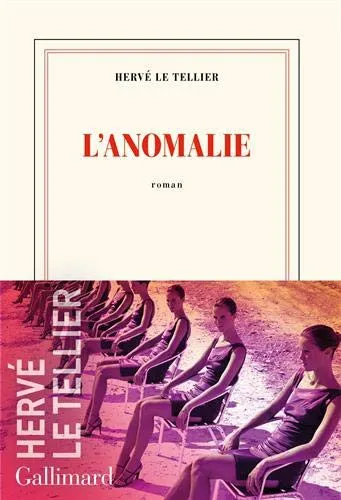 HERVÉ LE TELLIER
L'ANOMALIE
roman
HERVÉ
LE TELLIER
Gallimard